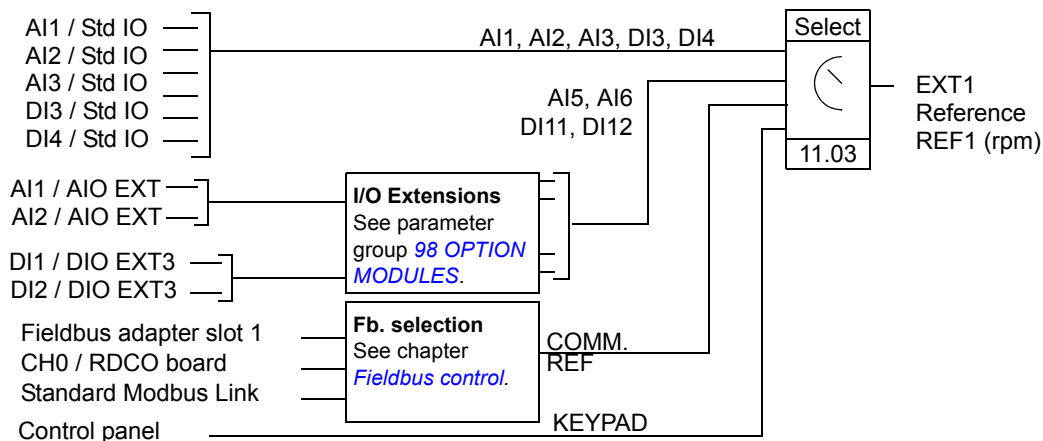 AI1 / Std IO
AI2 / Std IO
AI3 / Std IO
DI3 / Std IO
DI4 / Std IO
AI1, AI2, AI3, DI3, DI4
Select
11.03
EXT1
Reference
REF1 (rpm)
AI5, AI6
DI11, DI12
AI1 / AIO EXT
AI2 / AIO EXT
DI1 / DIO EXT3
DI2 / DIO EXT3
I/O Extensions
See parameter
group 98 OPTION
MODULES.
Fieldbus adapter slot 1
CH0 / RDCO board
Standard Modbus Link
Fb. selection
See chapter
Fieldbus control.
COMM.
REF
Control panel
KEYPAD